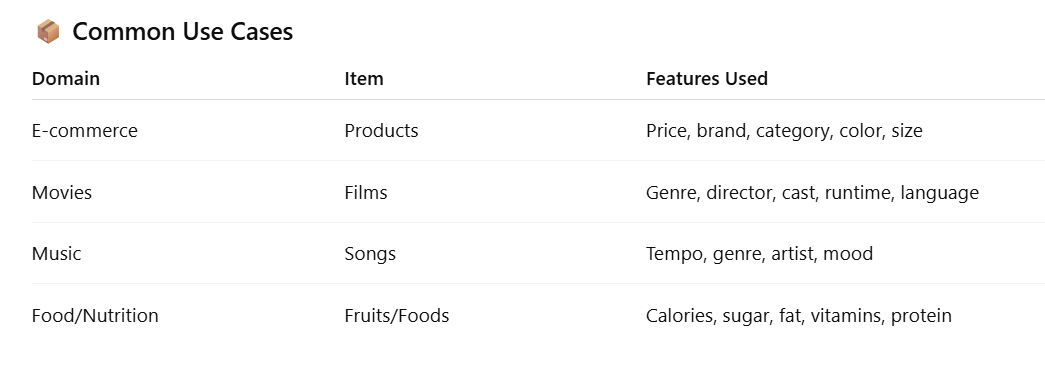 📦 Common Use Cases
Domain Item Features Used
E-commerce Products Price, brand, category, color, size
Movies Films Genre, director, cast, runtime, language
Music Songs Tempo, genre, artist, mood
Food/Nutrition Fruits/Foods Calories, sugar, fat, vitamins, protein